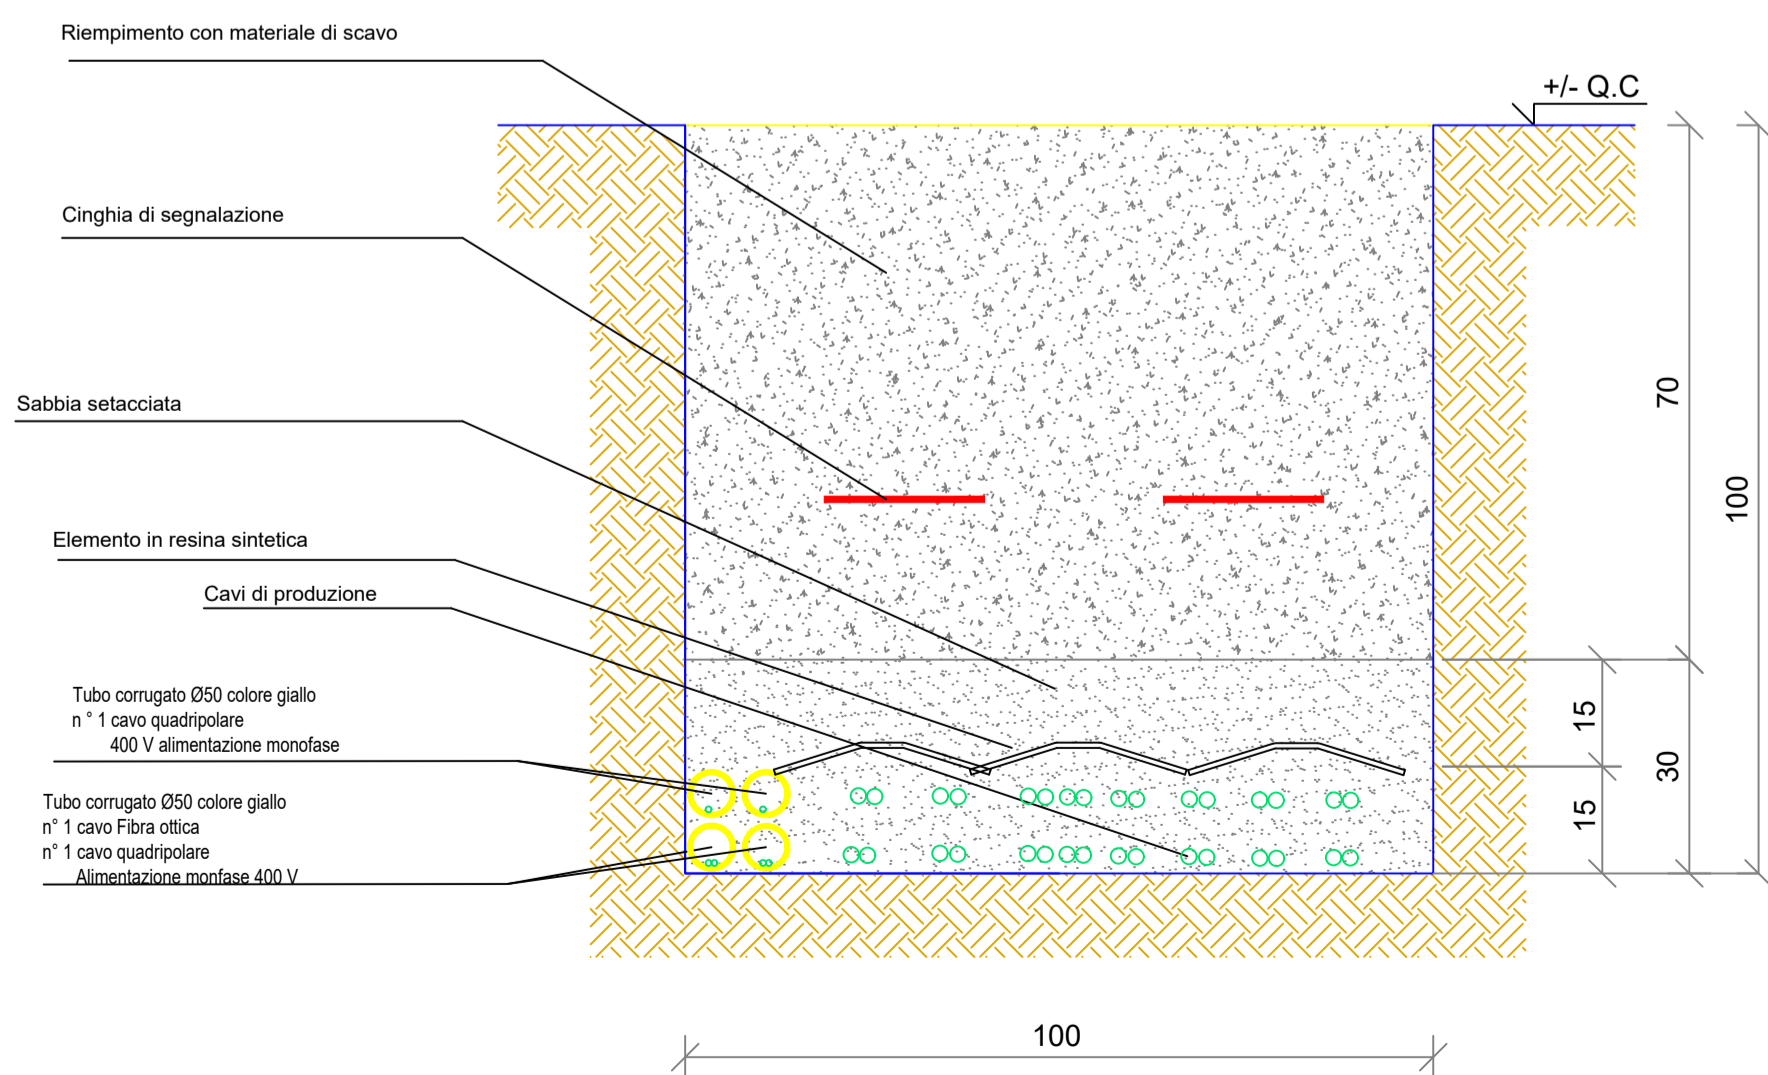 Riempimento con materiale di scavo
+/- Q.C
Cinghia di segnalazione
Sabbia setacciata
70
100
Elemento in resina sintetica
Cavi di produzione
Tubo corrugato Ø50 colore giallo
n ° 1 cavo quadripolare
400 V alimentazione monofase
15
30
15
Tubo corrugato Ø50 colore giallo
n° 1 cavo Fibra ottica
n° 1 cavo quadripolare
Alimentazione monfase 400 V
100